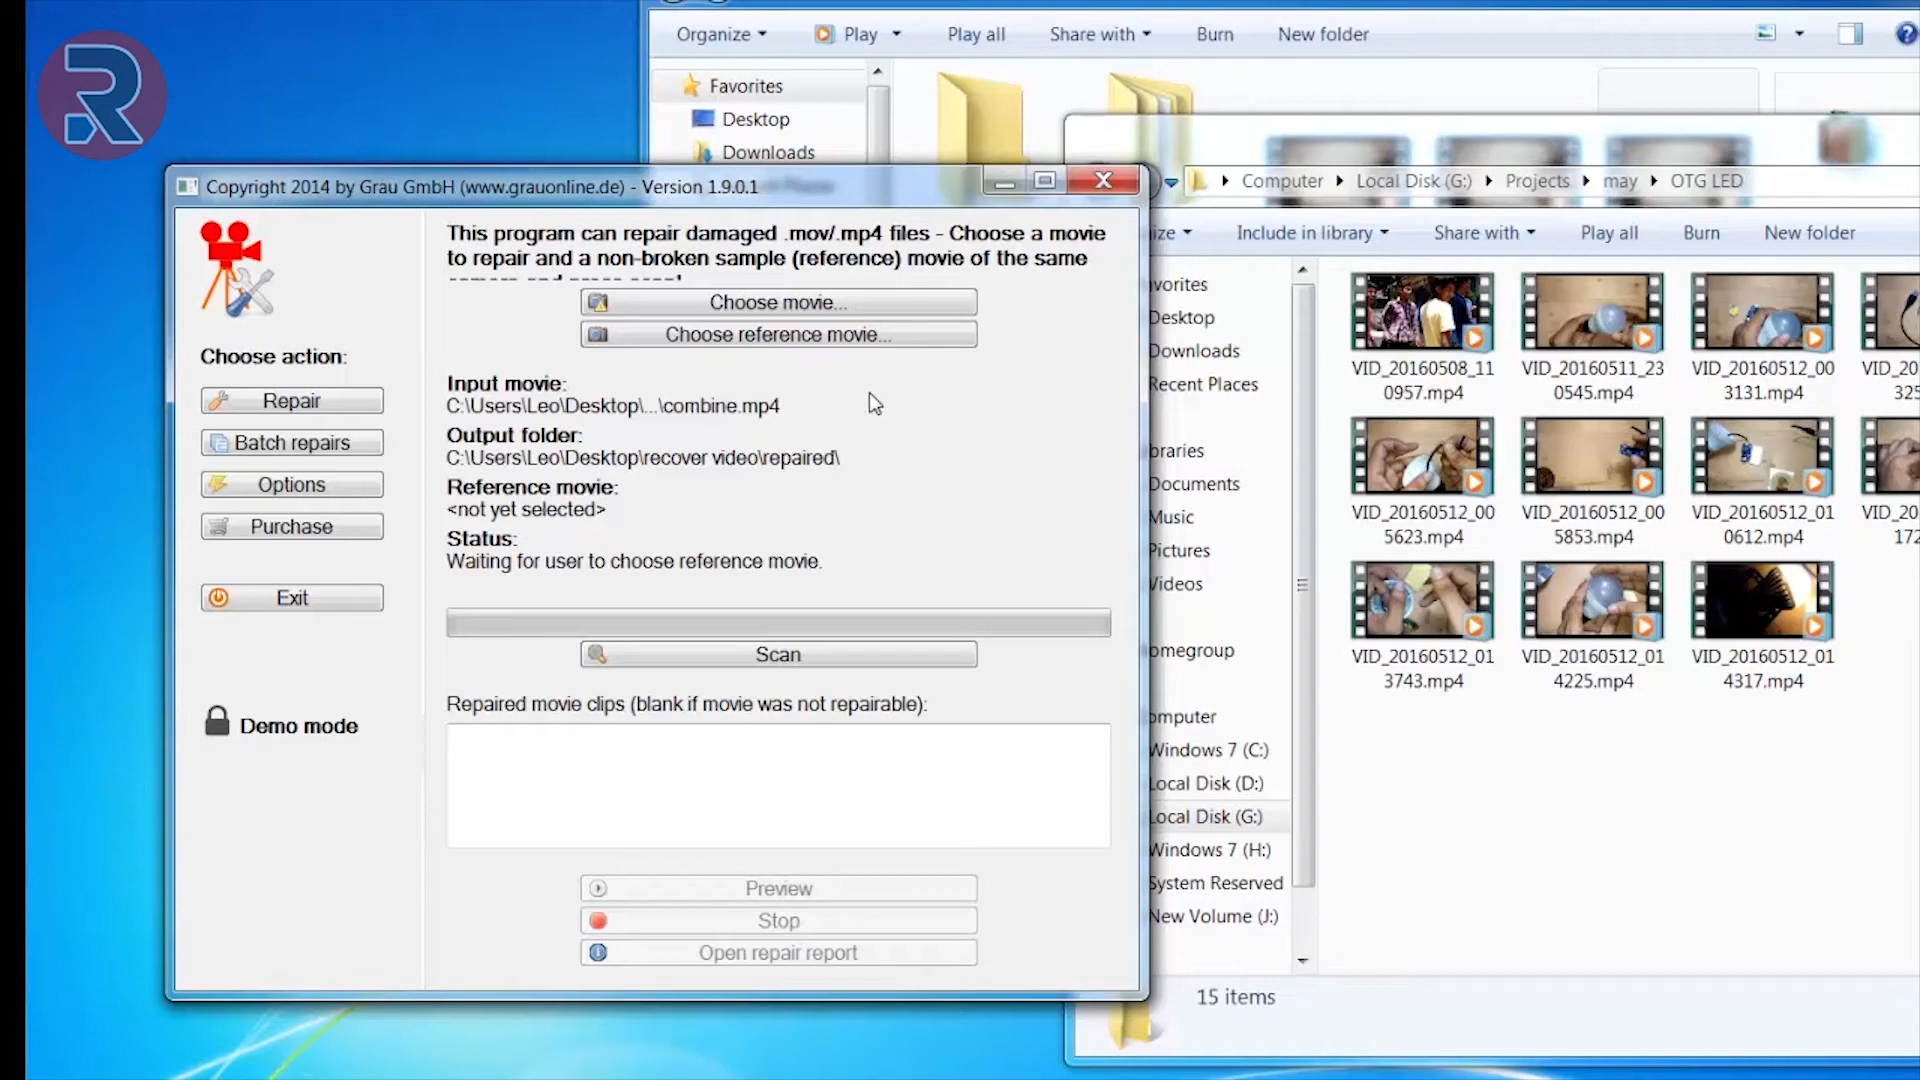 Organize
Play
Play all
Share with
Burn
New folder
Favorites
Desktop
Downloads
Copyright 2014 by Grau GmbH (www.grauonline.de) - Version 1.9.0.1
This program can repair damaged .mov/.mp4 files - Choose a movie
to repair and a non-broken sample (reference) movie of the same
Choose movie...
Choose reference movie...
Choose action:
Repair
Batch repairs
Options
Purchase
Exit
Demo mode
Input movie:
C:\Users\Leo\Desktop\...\combine.mp4
Output folder:
C:\Users\Leo\Desktop\recover video\repaired\
Reference movie:
<not yet selected>
Status:
Waiting for user to choose reference movie.
Scan
Repaired movie clips (blank if movie was not repairable):
Preview
Stop
Open repair report
Computer
Local Disk (G:)
Projects
may
OTG LED
ize
Include in library
Share with
Play all
Burn
New folder
vorites
Desktop
Downloads
Recent Places
braries
Documents
Music
Pictures
Videos
omegroup
omputer
Windows 7 (C:)
Local Disk (D:)
Local Disk (G:)
Windows 7 (H:)
System Reserved
New Volume (J:)
VID_20160508_11
0957.mp4
VID_20160511_23
0545.mp4
VID_20160512_00
3131.mp4
VID_20
325
VID_20160512_00
5623.mp4
VID_20160512_00
5853.mp4
VID_20160512_01
0612.mp4
VID_20
172
VID_20160512_01
3743.mp4
VID_20160512_01
4225.mp4
VID_20160512_01
4317.mp4
15 items